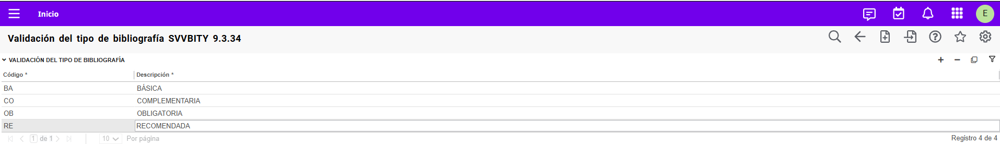 Inicio
E
Validación del tipo de bibliografía SVVBITY 9.3.34
VALIDACIÓN DEL TIPO DE BIBLIOGRAFÍA
Código * Descripción *
BA BÁSICA
CO COMPLEMENTARIA
OB OBLIGATORIA
RE RECOMENDADA
1 de 1 10 Por página Registro 4 de 4